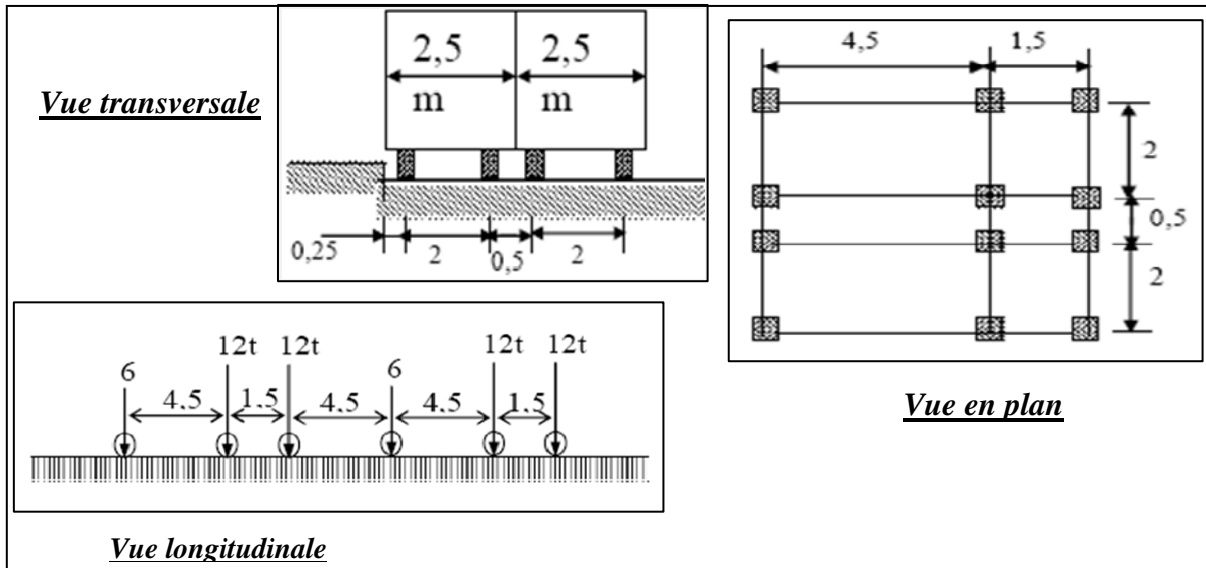 Vue transversale
2,5 2,5
m m
0,25 2 0,5 2
4,5 1,5
2
0,5
2
Vue en plan
12t 12t 12t 12t
6 6
4,5 1,5 4,5 4,5 1,5
Vue longitudinale